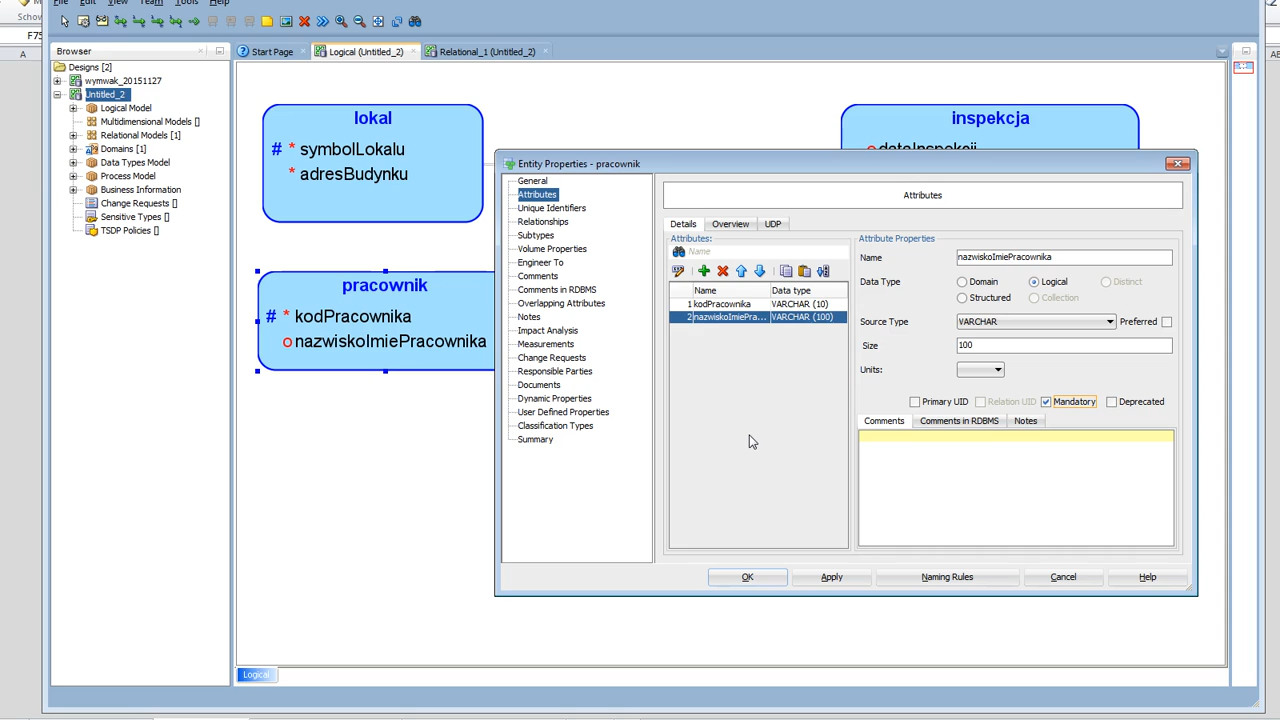 File Edit View Team Tools Help
Browser
Start Page
Logical (Untitled_2)
Relational_1 (Untitled_2)
Designs [2]
wymwak_20151127
Untitled_2
Logical Model
Multidimensional Models []
Relational Models [1]
Domains [1]
Data Types Model
Process Model
Business Information
Change Requests []
Sensitive Types []
TSDP Policies []
lokal
# * symbolLokalu
* adresBudynku
inspekcja
o dataInspekcji
pracownik
# * kodPracownika
o nazwiskoImiePracownika
Entity Properties - pracownik
General
Attributes
Unique Identifiers
Relationships
Subtypes
Volume Properties
Engineer To
Comments
Comments in RDBMS
Overlapping Attributes
Notes
Impact Analysis
Measurements
Change Requests
Responsible Parties
Documents
Dynamic Properties
User Defined Properties
Classification Types
Summary
Attributes
Details Overview UDP
Attributes:
Name
Name Data type
1 kodPracownika VARCHAR (10)
2 nazwiskoImiePra... VARCHAR (100)
Attribute Properties
Name nazwiskoImiePracownika
Data Type Domain Logical Distinct
Structured Collection
Source Type VARCHAR Preferred
Size 100
Units:
Primary UID Relation UID Mandatory Deprecated
Comments Comments in RDBMS Notes
OK Apply Naming Rules Cancel Help
Logical